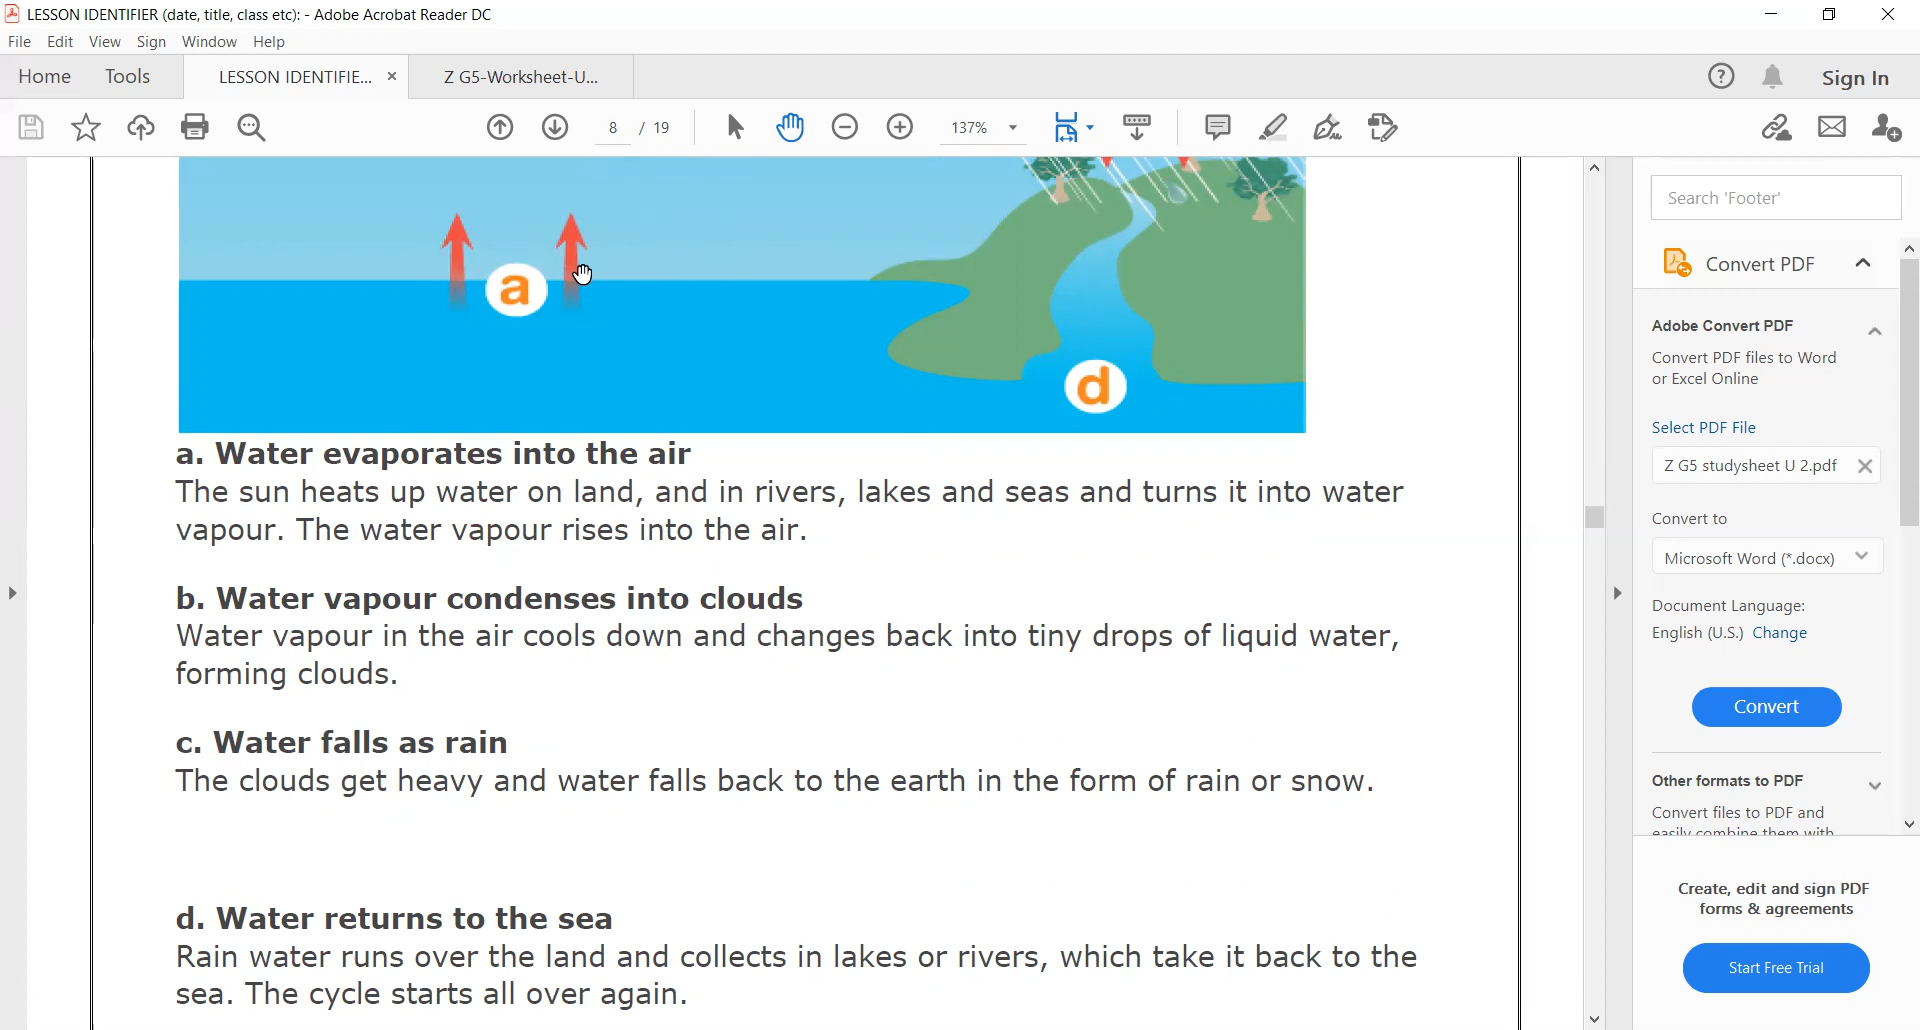 LESSON IDENTIFIER (date, title, class etc): - Adobe Acrobat Reader DC
File Edit View Sign Window Help
Home Tools LESSON IDENTIFIE... × Z G5-Worksheet-U... Sign In
8 / 19 137%
a
d
a. Water evaporates into the air
The sun heats up water on land, and in rivers, lakes and seas and turns it into water
vapour. The water vapour rises into the air.
b. Water vapour condenses into clouds
Water vapour in the air cools down and changes back into tiny drops of liquid water,
forming clouds.
c. Water falls as rain
The clouds get heavy and water falls back to the earth in the form of rain or snow.
d. Water returns to the sea
Rain water runs over the land and collects in lakes or rivers, which take it back to the
sea. The cycle starts all over again.
Search 'Footer'
Convert PDF
Adobe Convert PDF
Convert PDF files to Word
or Excel Online
Select PDF File
Z G5 studysheet U 2.pdf
Convert to
Microsoft Word (*.docx)
Document Language:
English (U.S.) Change
Convert
Other formats to PDF
Convert files to PDF and
easily combine them with
Create, edit and sign PDF
forms & agreements
Start Free Trial